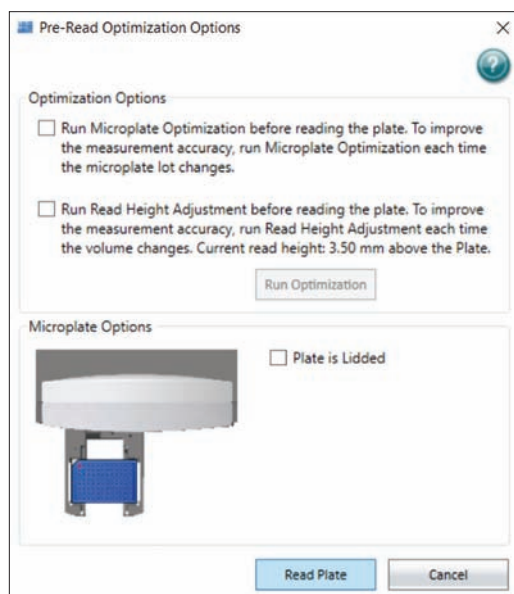 Pre-Read Optimization Options
?
Optimization Options
Run Microplate Optimization before reading the plate. To improve
the measurement accuracy, run Microplate Optimization each time
the microplate lot changes.
Run Read Height Adjustment before reading the plate. To improve
the measurement accuracy, run Read Height Adjustment each time
the volume changes. Current read height: 3.50 mm above the Plate.
Run Optimization
Microplate Options
Plate is Lidded
Read Plate
Cancel